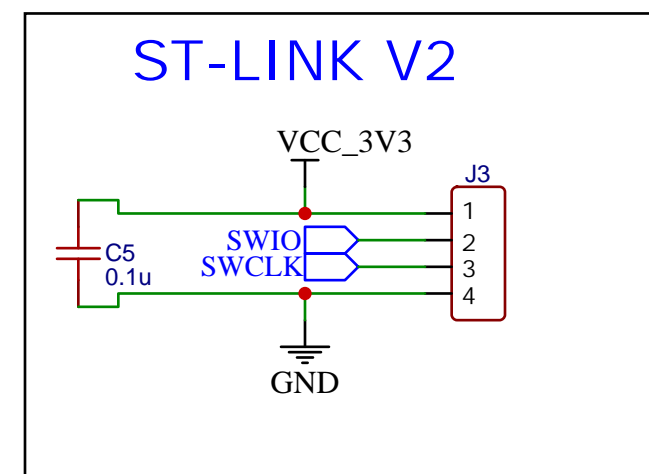 ST-LINK V2
VCC_3V3
J3
1
SWIO
2
C5
SWCLK
3
0.1u
4
GND